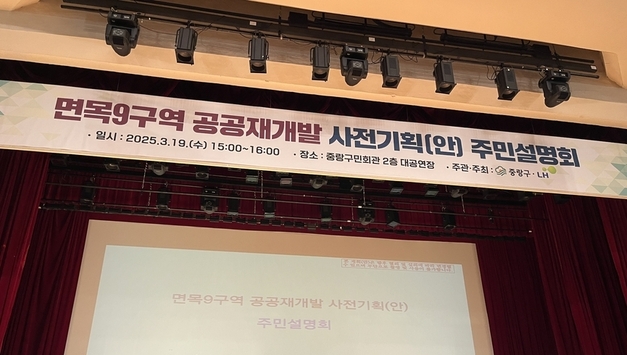 면목9구역 공공재개발 사전기획(안) 주민설명회
· 일시 : 2025.3.19.(수) 15:00~16:00 · 장소 : 중랑구민회관 2층 대공연장 · 주관·주최 : 중랑구 · LH
면목9구역 공공재개발 사전기획(안)
주민설명회